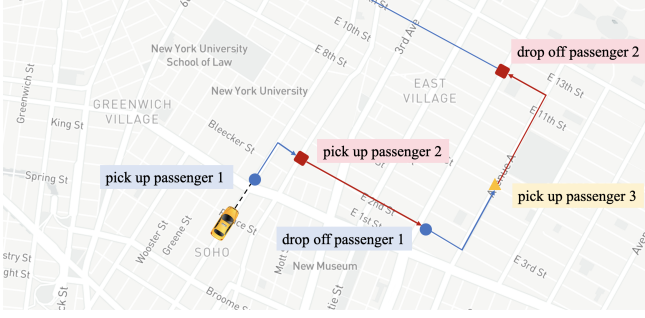 E 10th St
3rd Ave
drop off passenger 2
New York University
School of Law
E 8th St
EAST
VILLAGE
E 13th St
New York University
Greenwich St
GREENWICH
VILLAGE
E 11th St
King St
Bleecker St
pick up passenger 2
Avenue A
Spring St
pick up passenger 1
pick up passenger 3
E 2nd St
E 1st St
Wooster St
Greene St
drop off passenger 1
SOHO
Mott
New Museum
E 3rd St
ck St
Broome
tie St